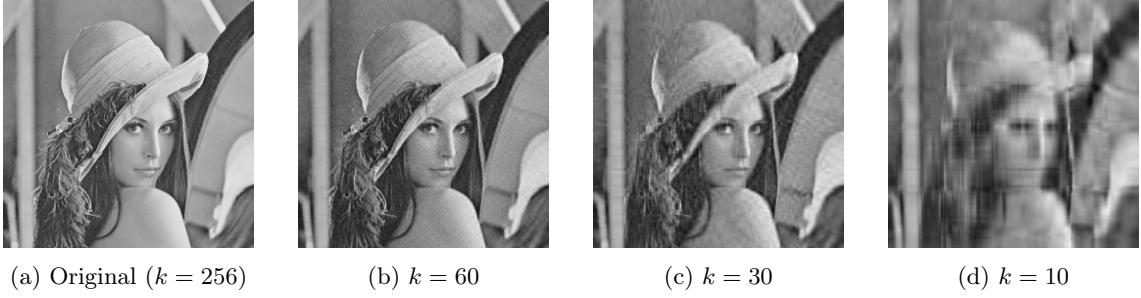 (a) Original (k = 256)
(b) k = 60
(c) k = 30
(d) k = 10